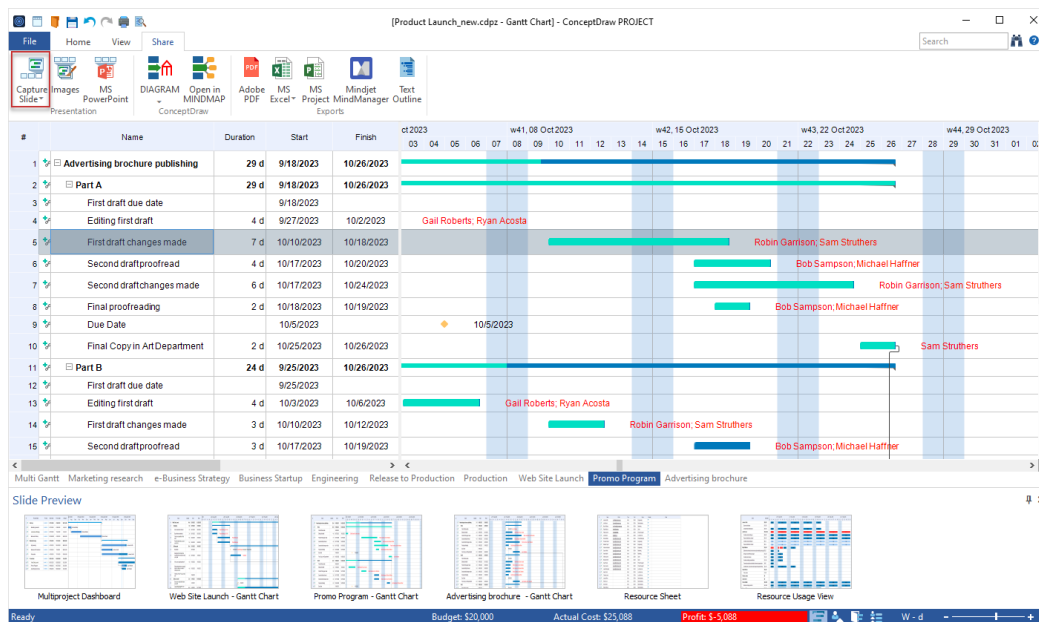 [Product Launch_new.cdpz - Gantt Chart] - ConceptDraw PROJECT
File Home View Share Search
Capture Slide Images MS PowerPoint DIAGRAM Open in MINDMAP Adobe PDF MS Excel MS Project Mindjet MindManager Text Outline
Presentation ConceptDraw Exports
# Name Duration Start Finish
ct 2023 w41, 08 Oct2023 w42, 15 Oct2023 w43, 22 Oct2023 w44, 29 Oct2023
03 04 05 06 07 08 09 10 11 12 13 14 15 16 17 18 19 20 21 22 23 24 25 26 27 28 29 30 31 01
1 Advertising brochure publishing 29 d 9/18/2023 10/26/2023
2 Part A 29 d 9/18/2023 10/26/2023
3 First draft due date 9/18/2023
4 Editing first draft 4 d 9/27/2023 10/2/2023 Gail Roberts; Ryan Acosta
5 First draft changes made 7 d 10/10/2023 10/18/2023 Robin Garrison; Sam Struthers
6 Second draftproofread 4 d 10/17/2023 10/20/2023 Bob Sampson; Michael Haffner
7 Second draftchanges made 6 d 10/17/2023 10/24/2023 Robin Garrison; Sam Struthers
8 Final proofreading 2 d 10/18/2023 10/19/2023 Bob Sampson; Michael Haffner
9 Due Date 10/5/2023 10/5/2023
10 Final Copy in Art Department 2 d 10/25/2023 10/26/2023 Sam Struthers
11 Part B 24 d 9/25/2023 10/26/2023
12 First draft due date 9/25/2023
13 Editing first draft 4 d 10/3/2023 10/6/2023 Gail Roberts; Ryan Acosta
14 First draft changes made 3 d 10/10/2023 10/12/2023 Robin Garrison; Sam Struthers
15 Second draftproofread 3 d 10/17/2023 10/19/2023 Bob Sampson; Michael Haffner
Multi Gantt Marketing research e-Business Strategy Business Startup Engineering Release to Production Production Web Site Launch Promo Program Advertising brochure
Slide Preview
Multiproject Dashboard Web Site Launch - Gantt Chart Promo Program - Gantt Chart Advertising brochure - Gantt Chart Resource Sheet Resource Usage View
Ready Budget: $20,000 Actual Cost: $25,088 Profit: $-5,088 W - d